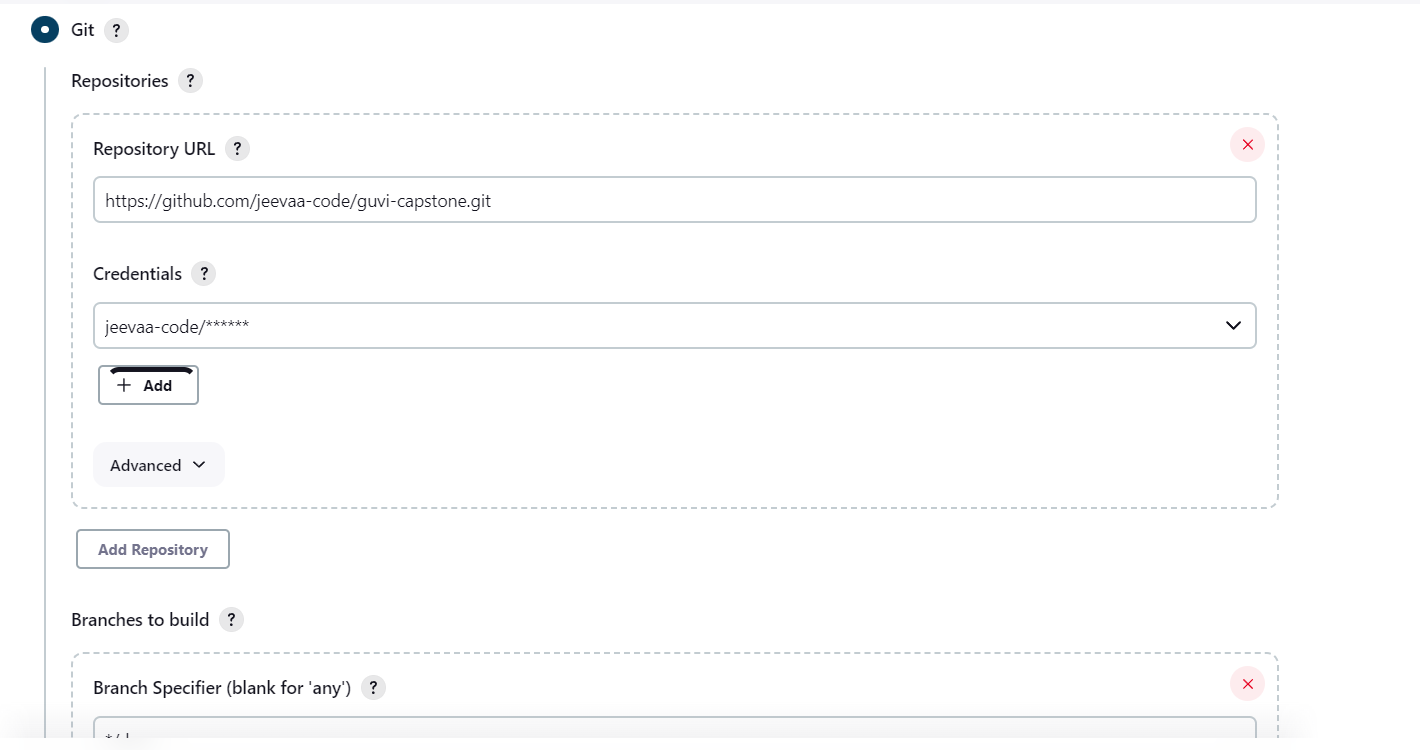 Git ?
Repositories ?
Repository URL ?
https://github.com/jeevaa-code/guvi-capstone.git
Credentials ?
jeevaa-code/******
+ Add
Advanced
Add Repository
Branches to build ?
Branch Specifier (blank for 'any') ?